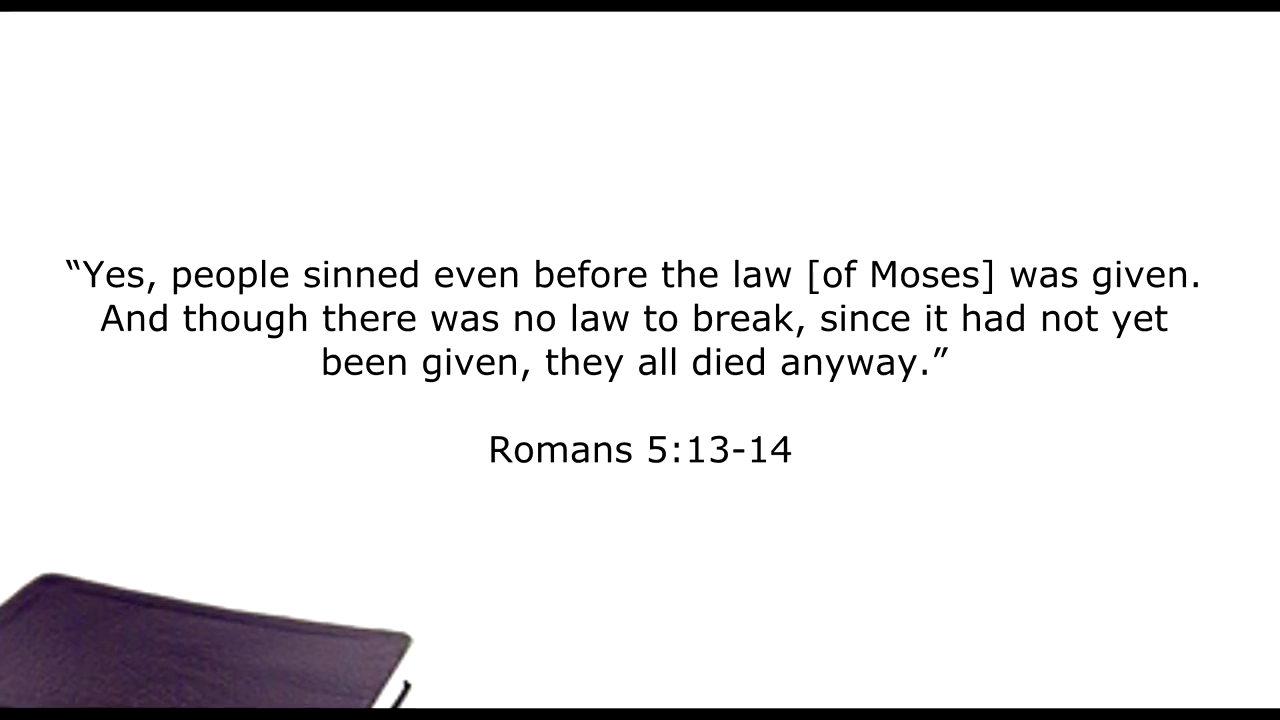 “Yes, people sinned even before the law [of Moses] was given.
And though there was no law to break, since it had not yet
been given, they all died anyway.”
Romans 5:13-14